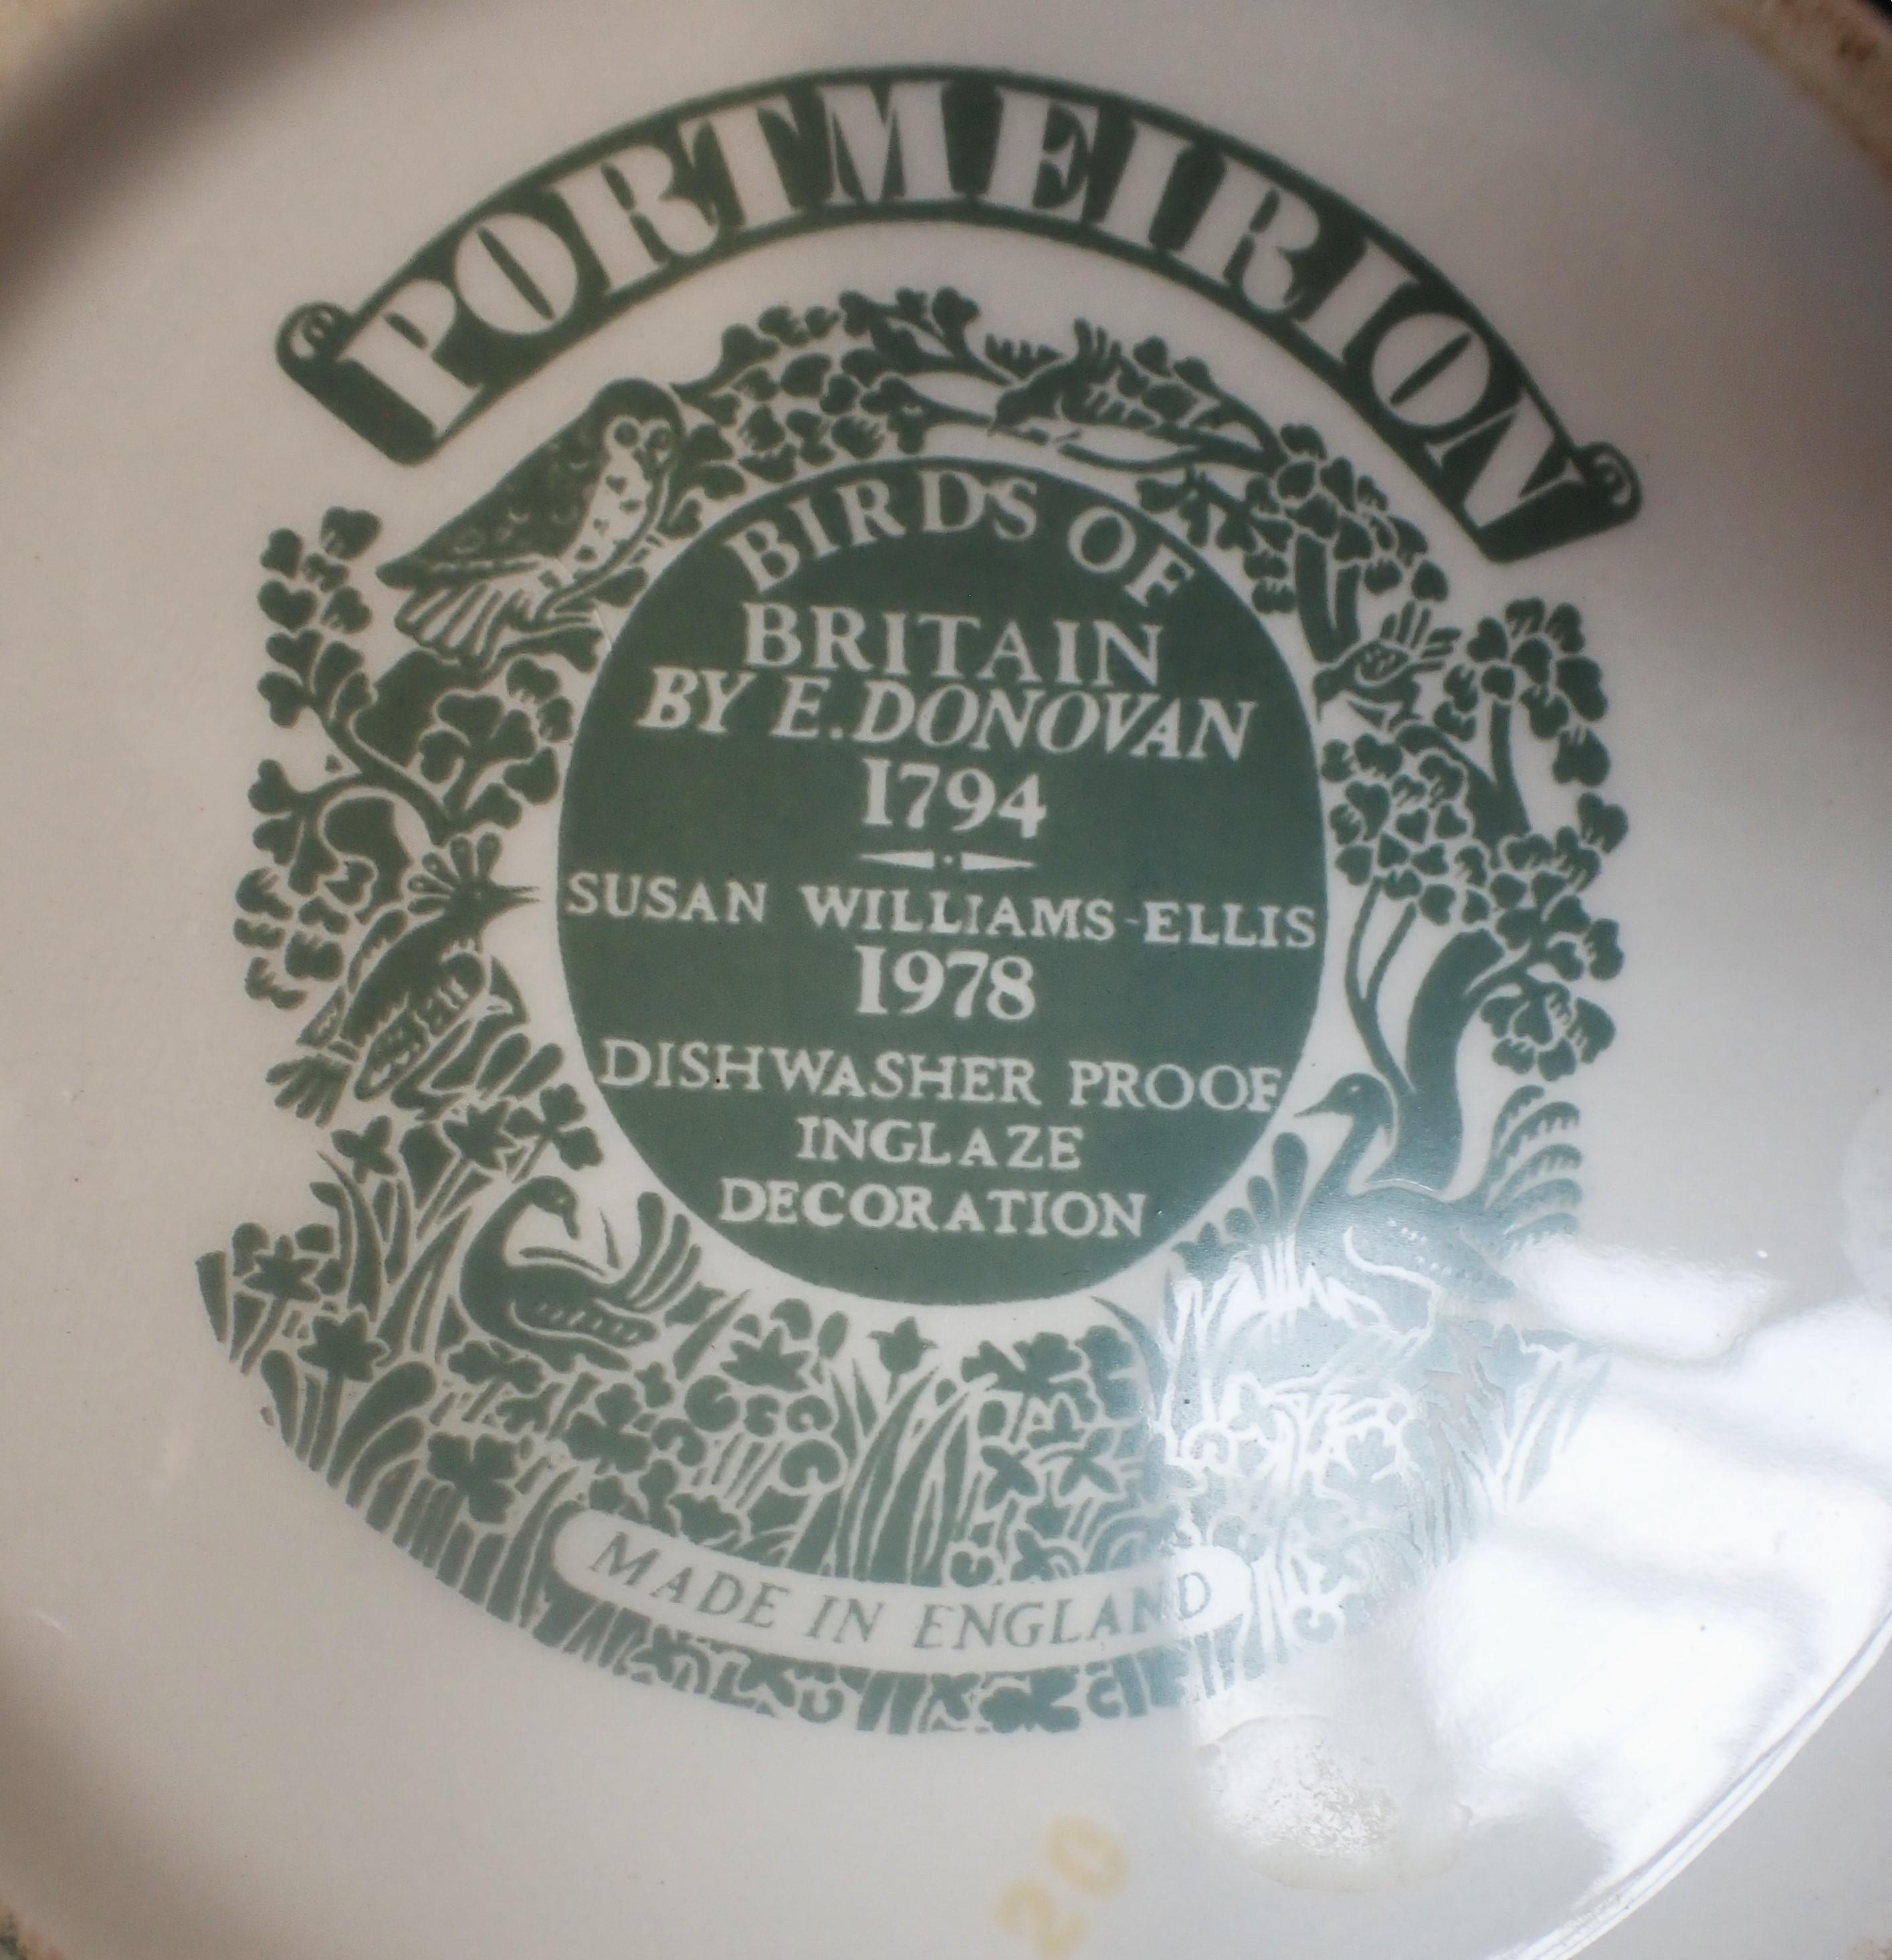 PORTMEIRION
BIRDS OF
BRITAIN
BY E. DONOVAN
1794
SUSAN WILLIAMS-ELLIS
1978
DISHWASHER PROOF
INGLAZE
DECORATION
MADE IN ENGLAND
20